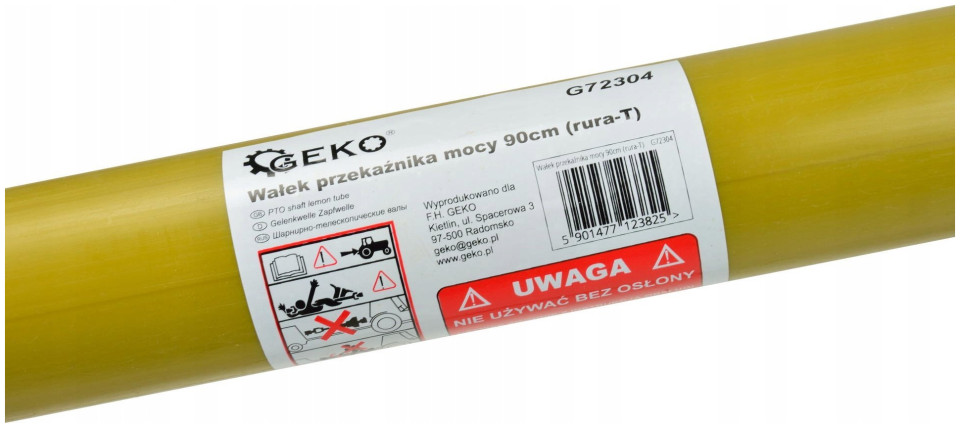 G72304
GEKO®
Wałek przekaźnika mocy 90cm (rura-T)
GB PTO shaft lemon tube
D Gelenkwelle Zapfwelle
RUS Шарнирно-телескопические валы
Wyprodukowano dla
F.H. GEKO
Kietlin, ul. Spacerowa 3
97-500 Radomsko
geko@geko.pl
www.geko.pl
Wałek przekaźnika mocy 90cm (rura-T) G72304
5 901477 123825 >
UWAGA
NIE UŻYWAĆ BEZ OSŁONY